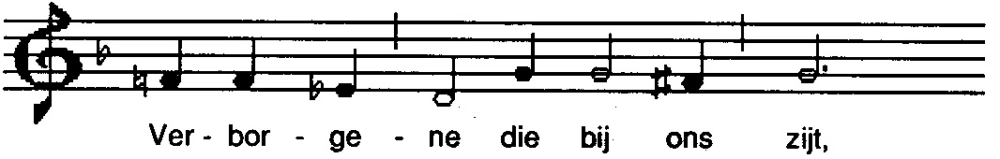 Ver - bor - ge - ne die bij ons zijt,